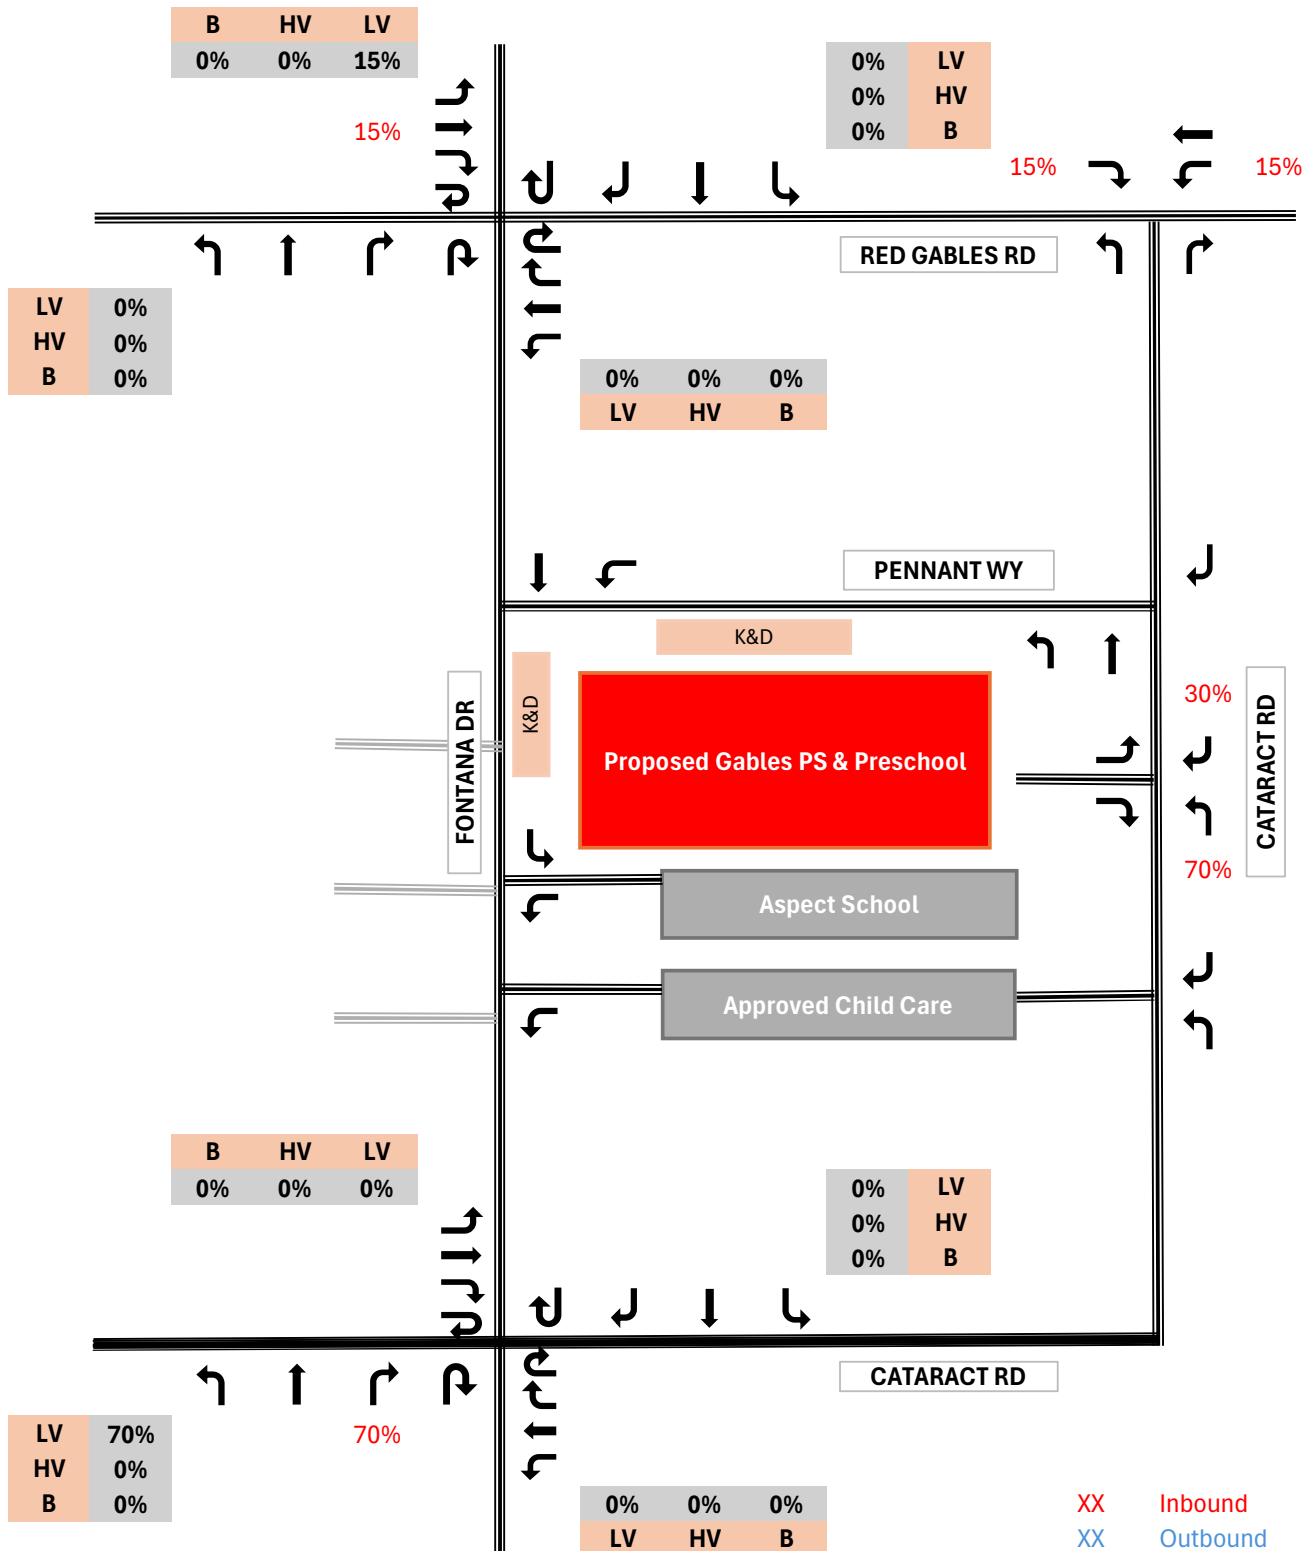 B HV LV
0% 0% 15%
0% LV
0% HV
0% B
15%
15%
15%
RED GABLES RD
LV 0%
HV 0%
B 0%
0% 0% 0%
LV HV B
PENNANT WY
K&D
K&D
30%
FONTANA DR
CATARACT RD
Proposed Gables PS & Preschool
70%
Aspect School
Approved Child Care
B HV LV
0% 0% 0%
0% LV
0% HV
0% B
CATARACT RD
LV 70%
HV 0%
B 0%
70%
0% 0% 0%
LV HV B
XX Inbound
XX Outbound